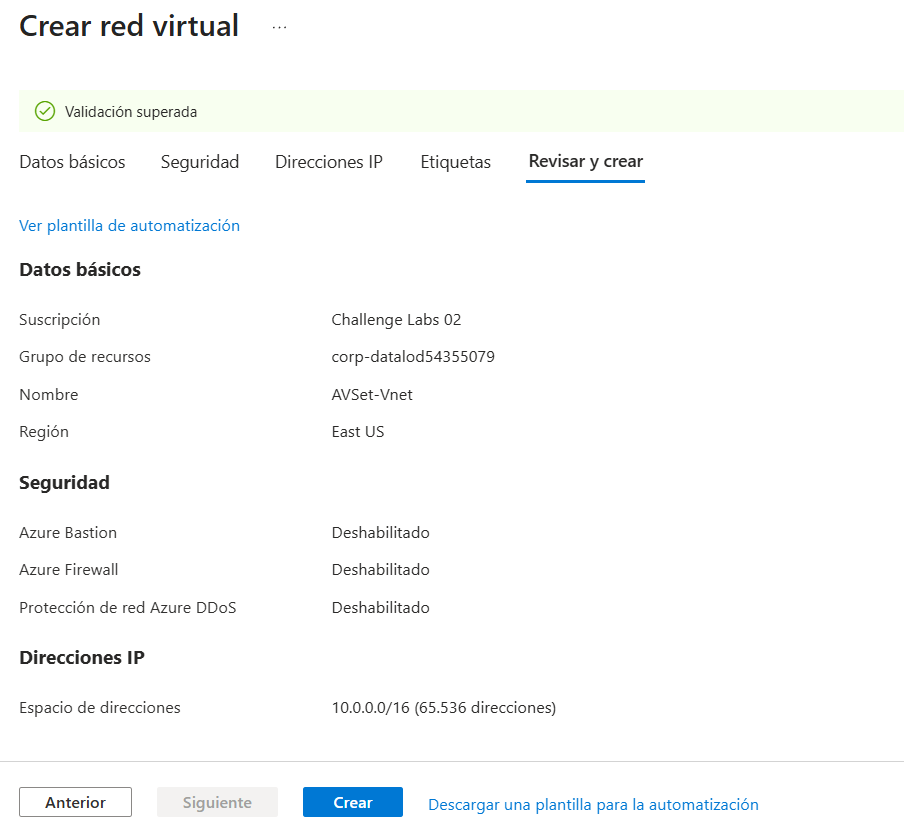 Crear red virtual ...
Validación superada
Datos básicos Seguridad Direcciones IP Etiquetas Revisar y crear
Ver plantilla de automatización
Datos básicos
Suscripción Challenge Labs 02
Grupo de recursos corp-datalod54355079
Nombre AVSet-Vnet
Región East US
Seguridad
Azure Bastion Deshabilitado
Azure Firewall Deshabilitado
Protección de red Azure DDoS Deshabilitado
Direcciones IP
Espacio de direcciones 10.0.0.0/16 (65.536 direcciones)
Anterior Siguiente Crear Descargar una plantilla para la automatización